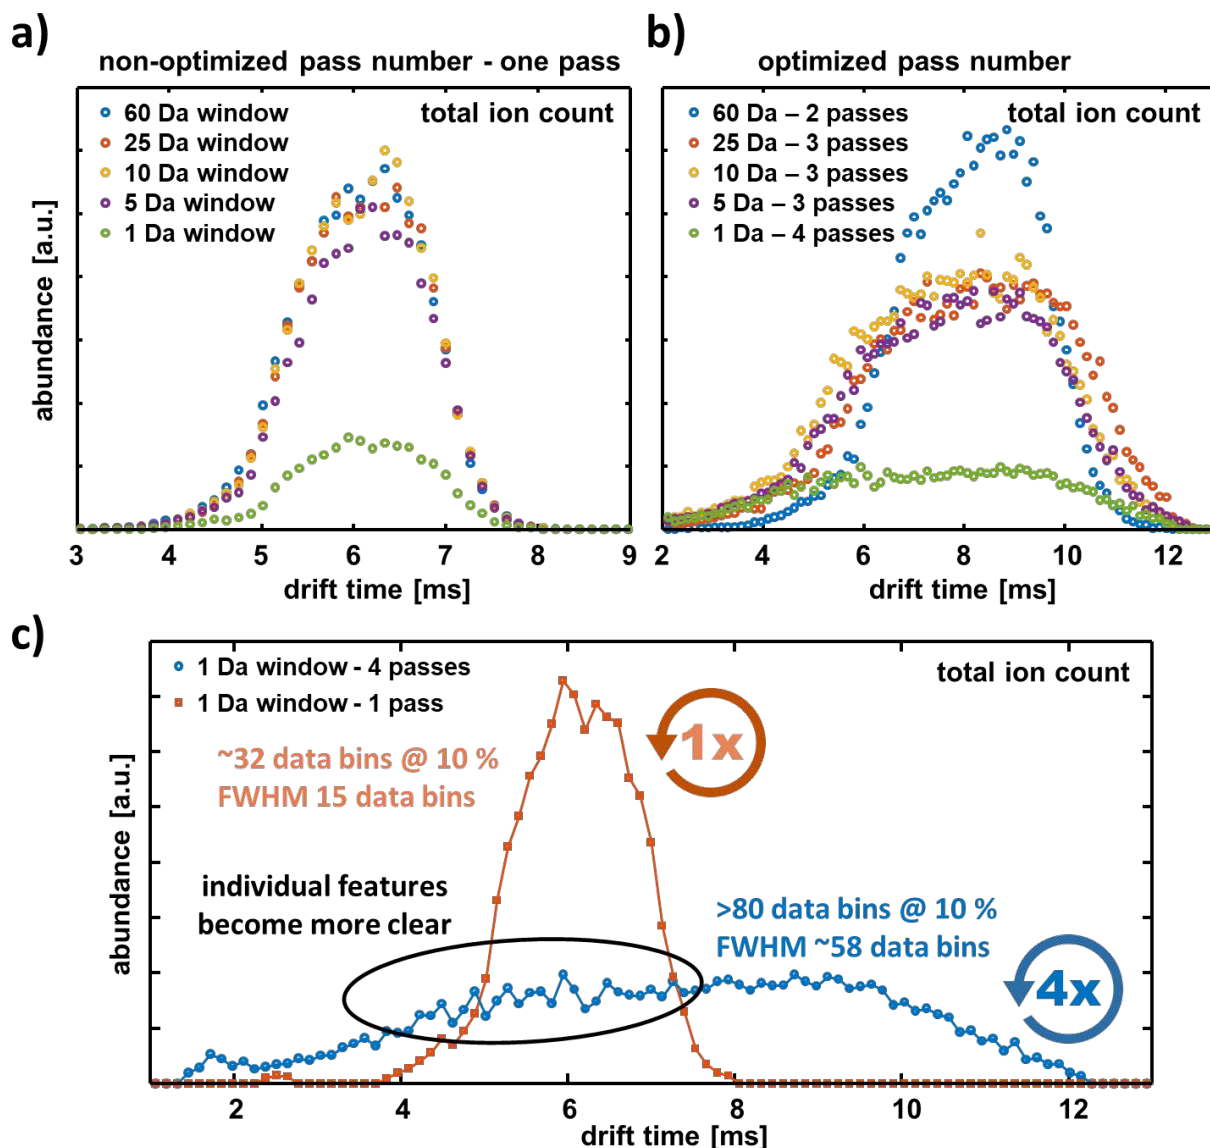 a)
non-optimized pass number - one pass
60 Da window
25 Da window
10 Da window
5 Da window
1 Da window
total ion count
abundance [a.u.]
3 4 5 6 7 8 9
drift time [ms]
b)
optimized pass number
60 Da – 2 passes
25 Da – 3 passes
10 Da – 3 passes
5 Da – 3 passes
1 Da – 4 passes
total ion count
abundance [a.u.]
2 4 6 8 10 12
drift time [ms]
c)
1 Da window - 4 passes
1 Da window - 1 pass
total ion count
~32 data bins @ 10 %
FWHM 15 data bins
1x
individual features
become more clear
>80 data bins @ 10 %
FWHM ~58 data bins
4x
abundance [a.u.]
2 4 6 8 10 12
drift time [ms]